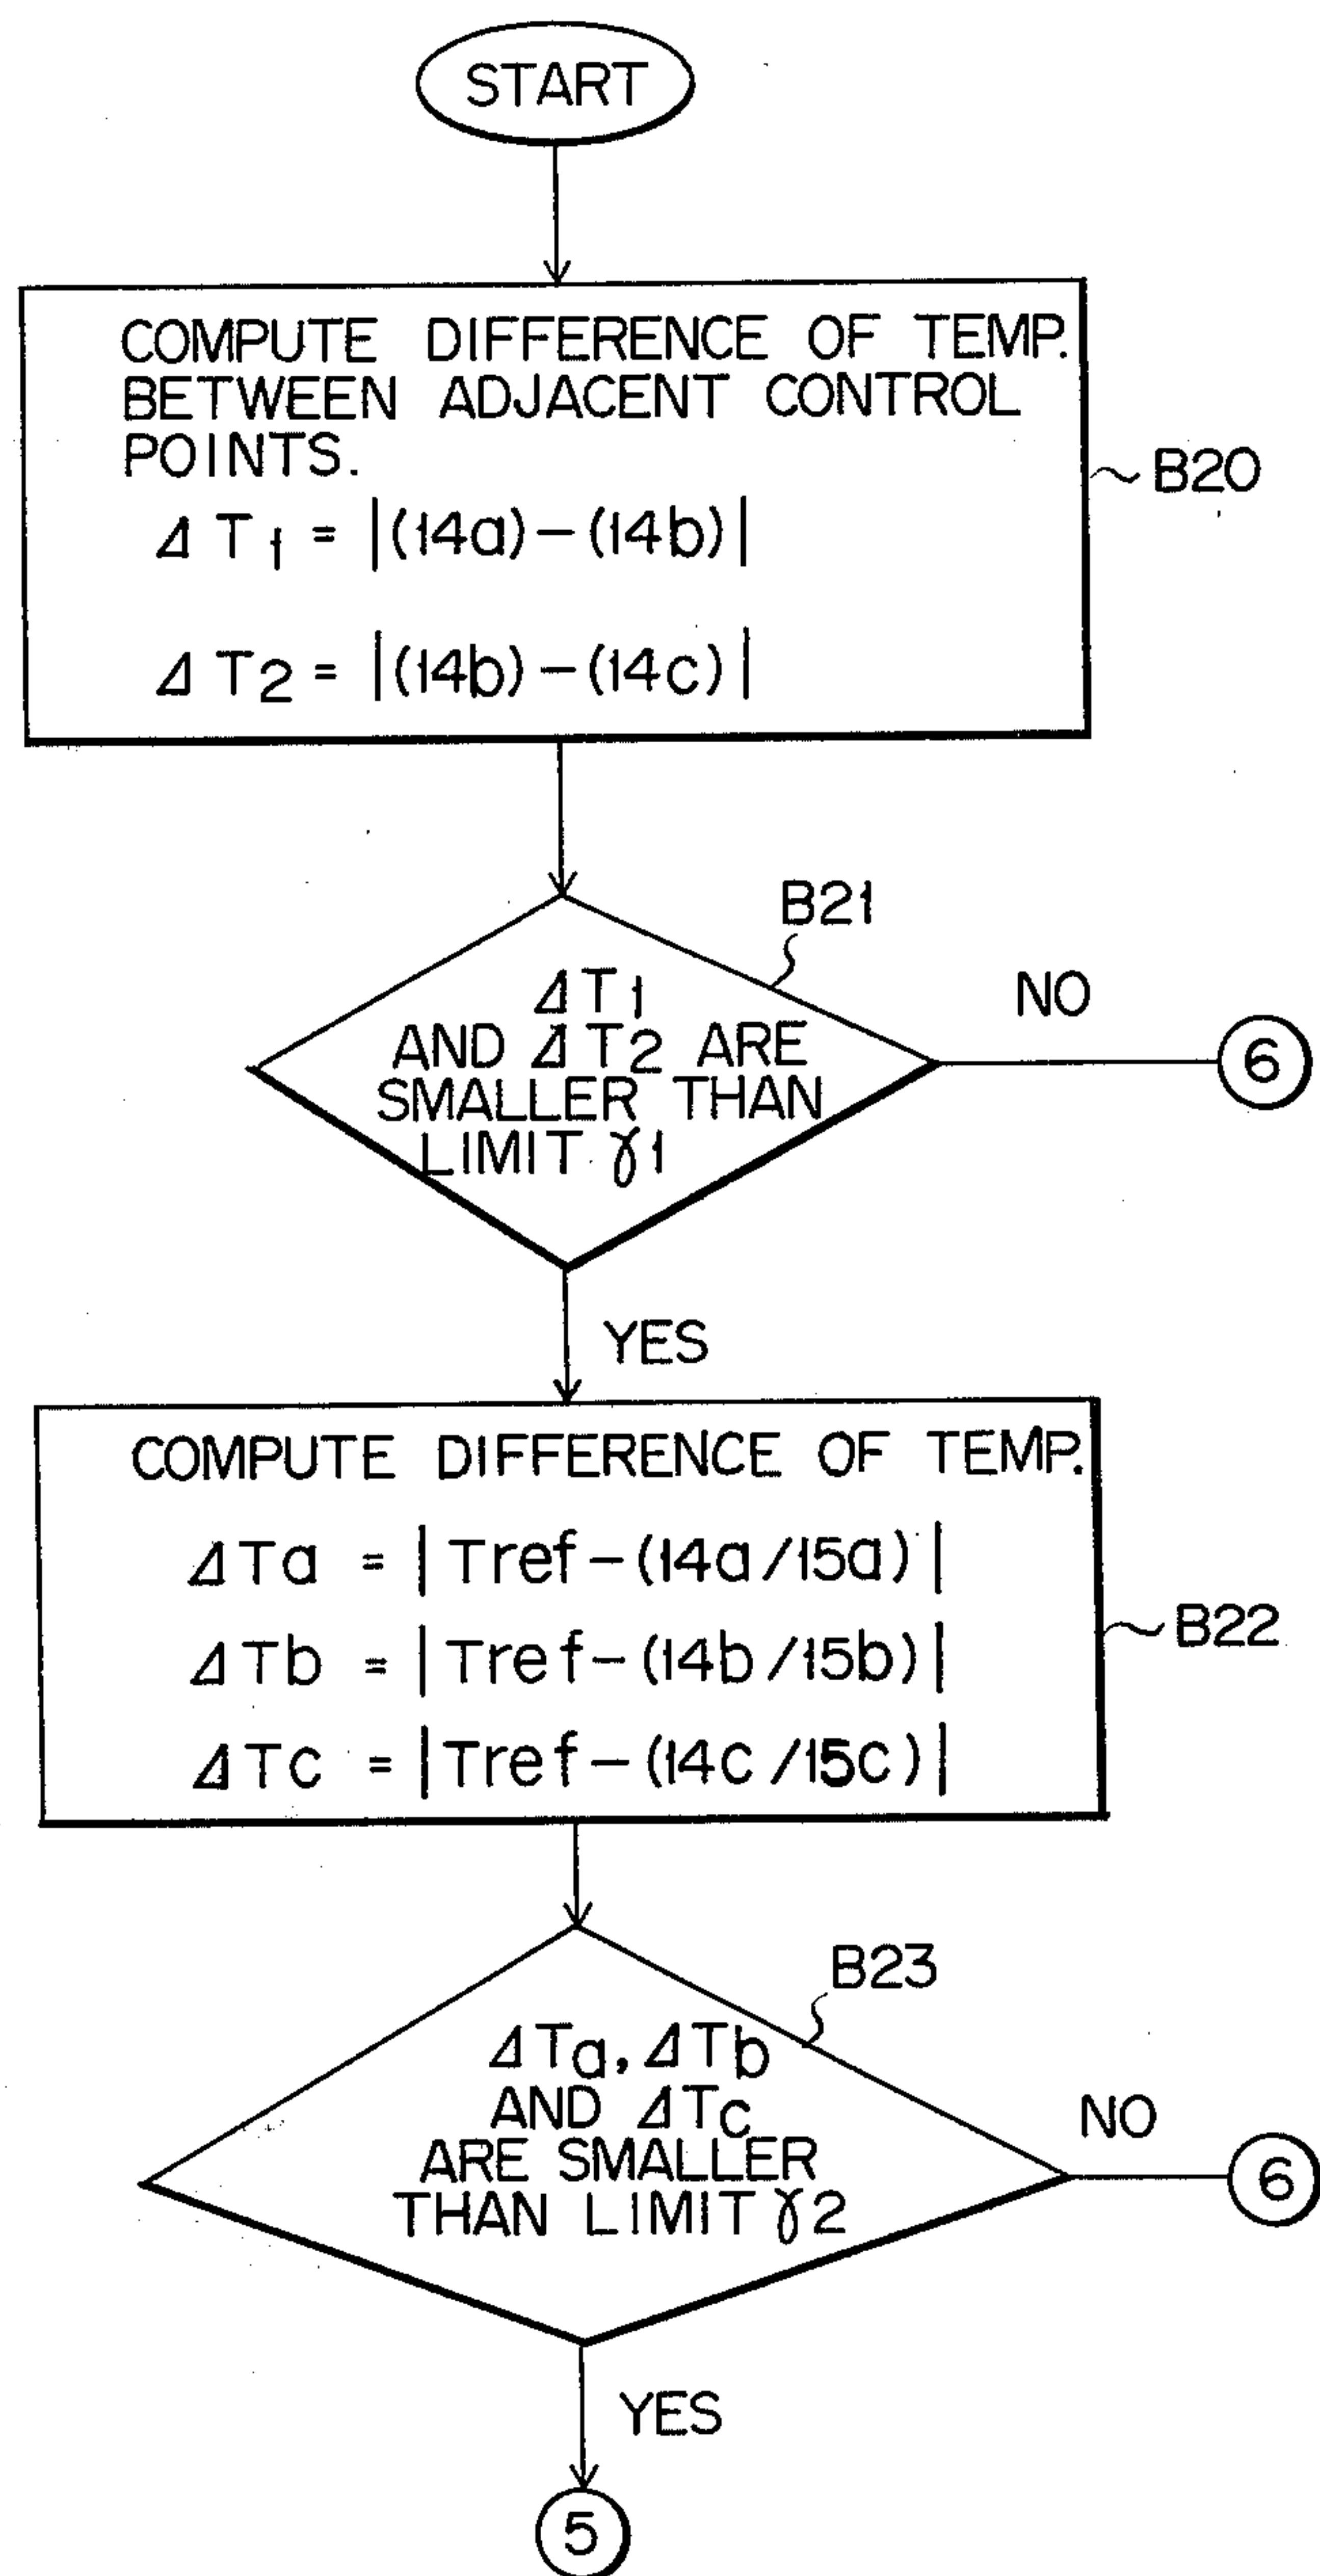 START
COMPUTE DIFFERENCE OF TEMP.
BETWEEN ADJACENT CONTROL
POINTS.
ΔT1 = |(14a)-(14b)|
B20
ΔT2 = |(14b)-(14c)|
B21
ΔT1
AND ΔT2 ARE
SMALLER THAN
LIMIT γ1
NO
6
YES
COMPUTE DIFFERENCE OF TEMP.
ΔTa = |Tref-(14a/15a)|
ΔTb = |Tref-(14b/15b)|
B22
ΔTc = |Tref-(14c/15c)|
B23
ΔTa, ΔTb
AND ΔTc
ARE SMALLER
THAN LIMIT γ2
NO
6
YES
5